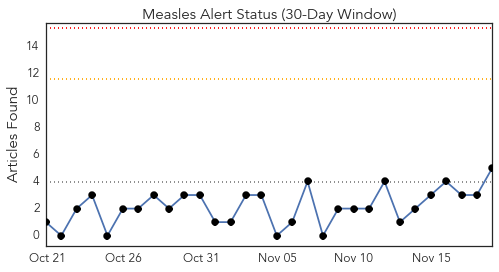 Measles Alert Status (30-Day Window)
Articles Found
14
12
10
8
6
4
2
0
Oct 21 Oct 26 Oct 31 Nov 05 Nov 10 Nov 15